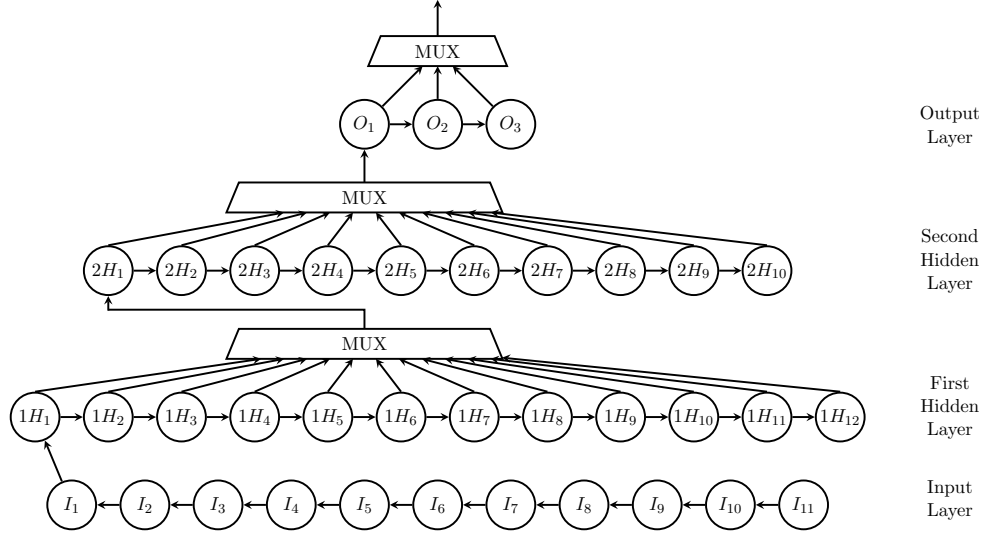 MUX
O₁ O₂ O₃
Output
Layer
MUX
2H₁ 2H₂ 2H₃ 2H₄ 2H₅ 2H₆ 2H₇ 2H₈ 2H₉ 2H₁₀
Second
Hidden
Layer
MUX
1H₁ 1H₂ 1H₃ 1H₄ 1H₅ 1H₆ 1H₇ 1H₈ 1H₉ 1H₁₀ 1H₁₁ 1H₁₂
First
Hidden
Layer
I₁ I₂ I₃ I₄ I₅ I₆ I₇ I₈ I₉ I₁₀ I₁₁
Input
Layer